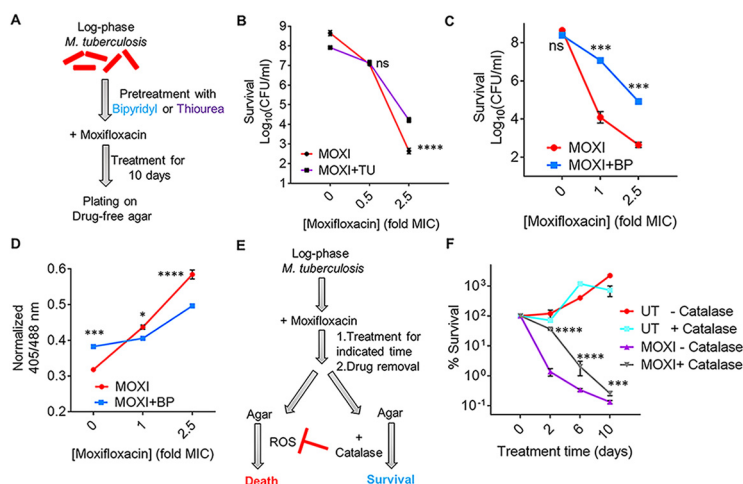 A
Log-phase
M. tuberculosis
Pretreatment with
Bipyridyl or Thiourea
+ Moxifloxacin
Treatment for
10 days
Plating on
Drug-free agar
B
Survival
Log10(CFU/ml)
9
8
7
6
5
4
3
2
1
ns
****
MOXI
MOXI+TU
0
0.5
2.5
[Moxifloxacin] (fold MIC)
C
Survival
Log10(CFU/ml)
8
6
4
2
ns
***
***
MOXI
MOXI+BP
0
1
2.5
[Moxifloxacin] (fold MIC)
D
Normalized
405/488 nm
0.6
0.5
0.4
0.3
0.2
***
*
****
MOXI
MOXI+BP
0
1
2.5
[Moxifloxacin] (fold MIC)
E
Log-phase
M. tuberculosis
+ Moxifloxacin
1.Treatment for
indicated time
2.Drug removal
Agar
Agar
ROS
+
Catalase
Death
Survival
F
% Survival
10³
10²
10¹
10⁰
10⁻¹
****
****
***
UT - Catalase
UT + Catalase
MOXI - Catalase
MOXI+ Catalase
0
2
6
10
Treatment time (days)